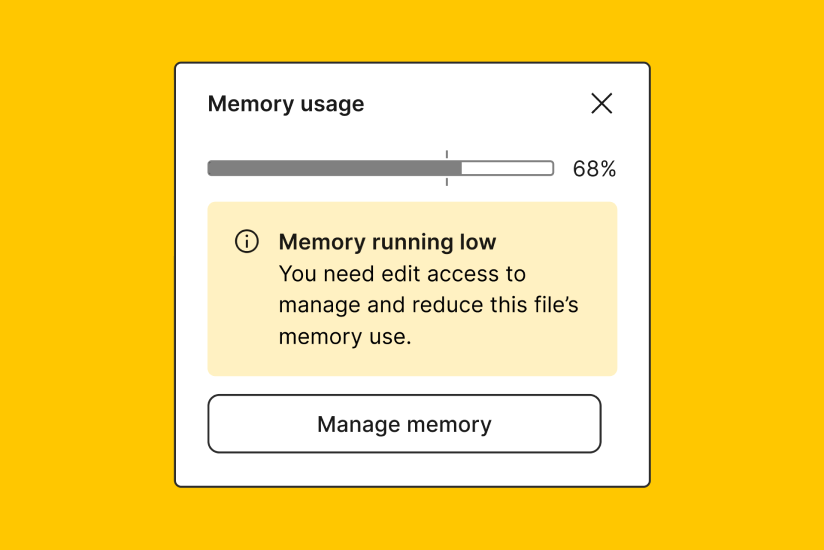 Memory usage
68%
Memory running low
You need edit access to
manage and reduce this file’s
memory use.
Manage memory